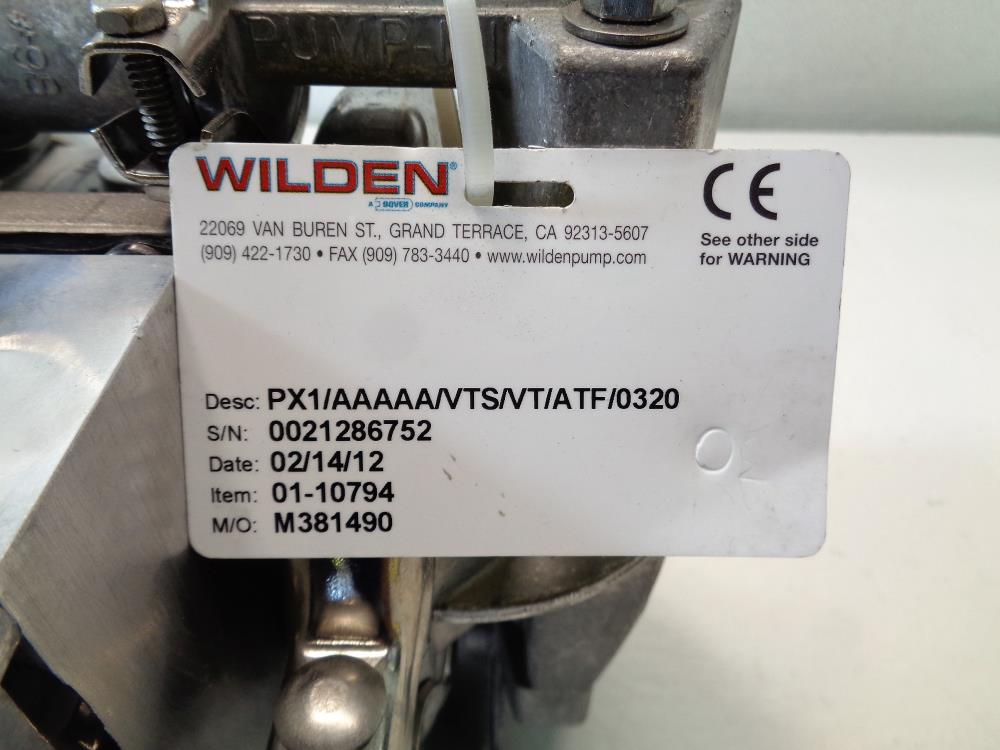 PUMP
WILDEN®
A DOVER COMPANY
22069 VAN BUREN ST., GRAND TERRACE, CA 92313-5607
(909) 422-1730 • FAX (909) 783-3440 • www.wildenpump.com
CE
See other side
for WARNING
Desc: PX1/AAAAA/VTS/VT/ATF/0320
S/N: 0021286752
Date: 02/14/12
Item: 01-10794
M/O: M381490